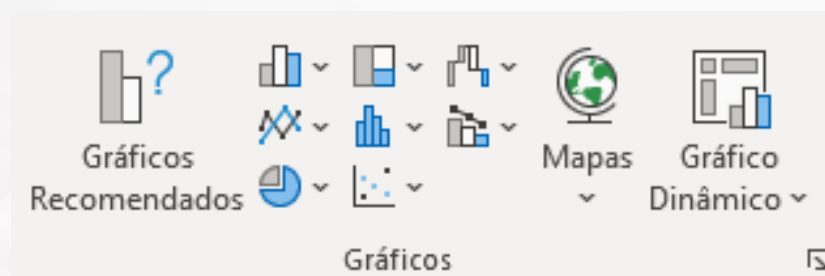 Gráficos
Recomendados
Mapas
Gráfico
Dinâmico
Gráficos